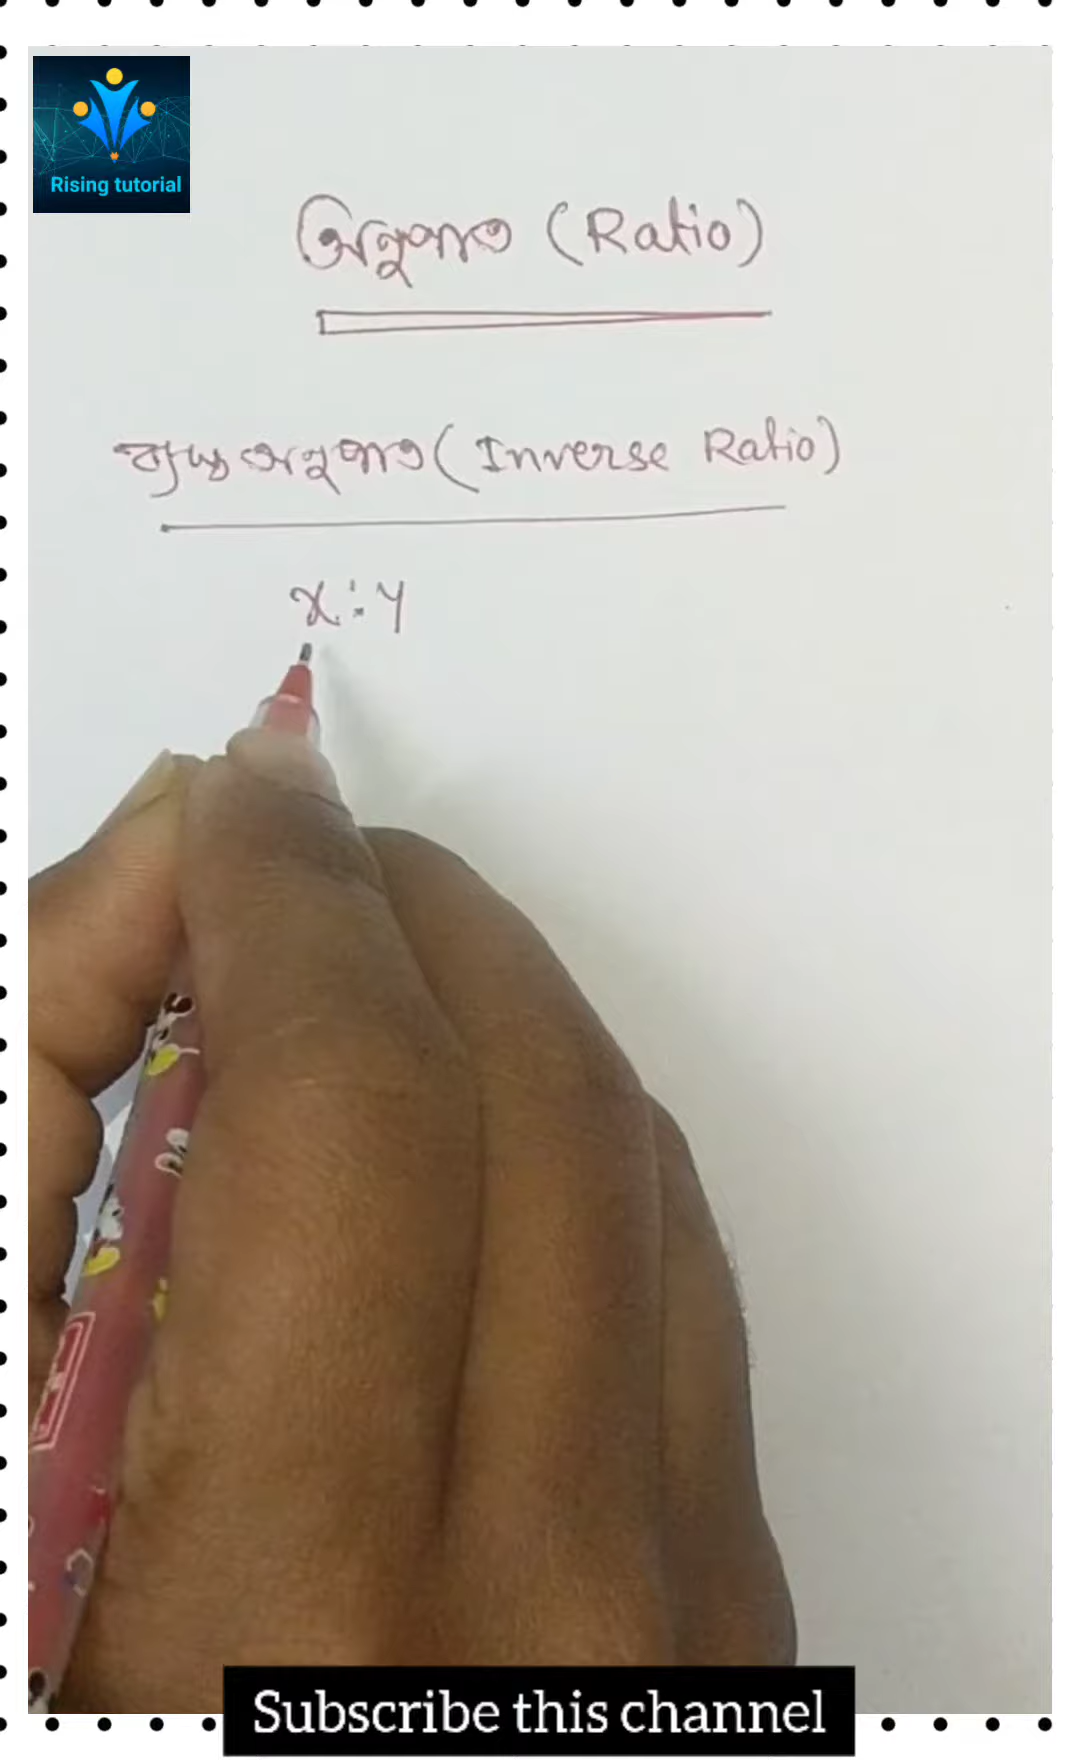 Rising tutorial
অনুপাত (Ratio)
ব্যস্ত অনুপাত (Inverse Ratio)
x : y
Subscribe this channel